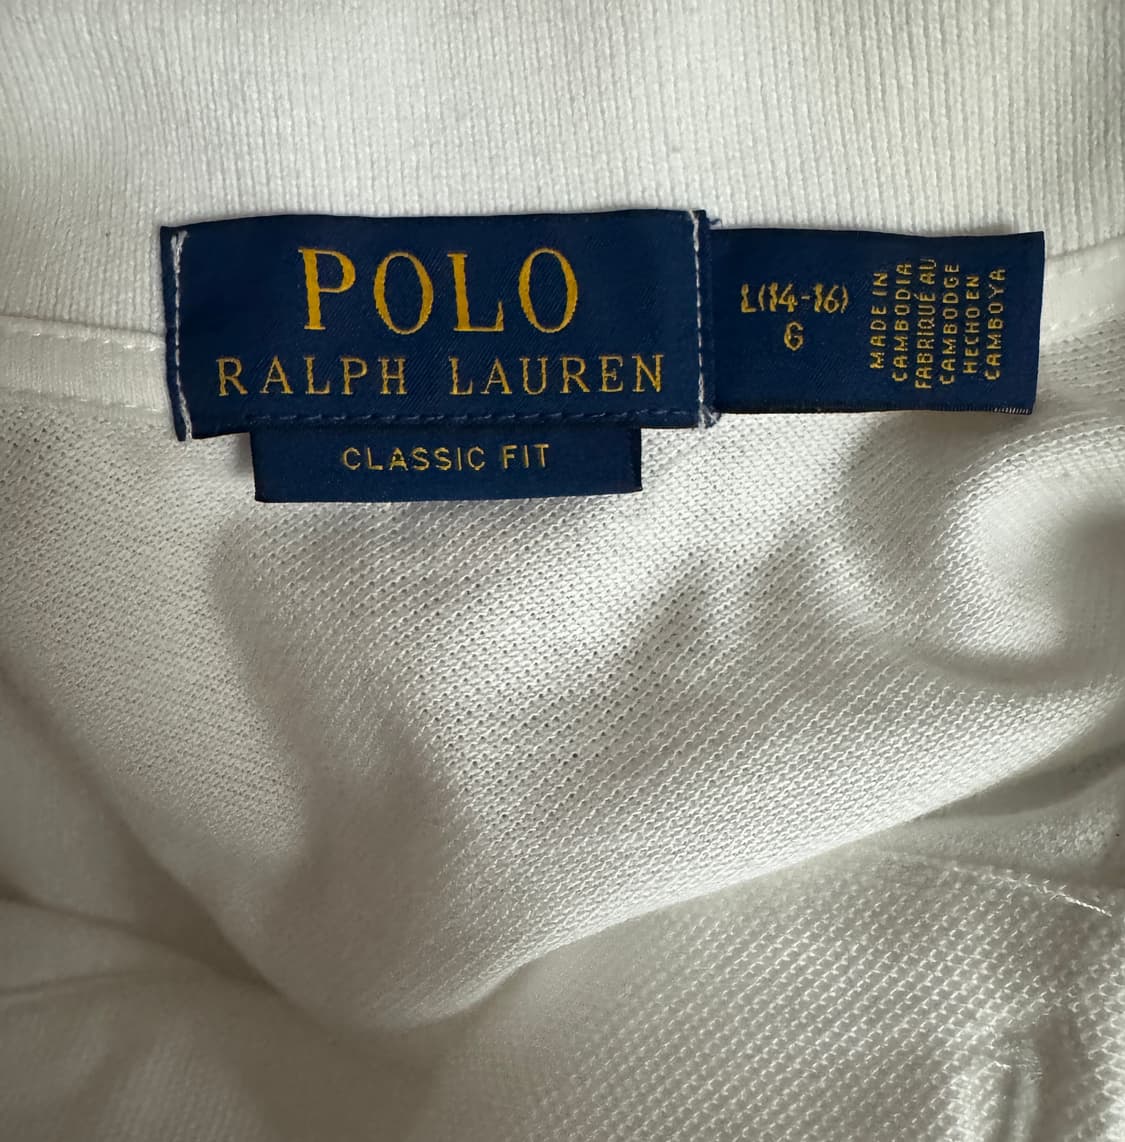 POLO
RALPH LAUREN
CLASSIC FIT
L(14-16)
G
MADE IN
CAMBODIA
FABRIQUÉ AU
CAMBODGE
HECHO EN
CAMBOYA